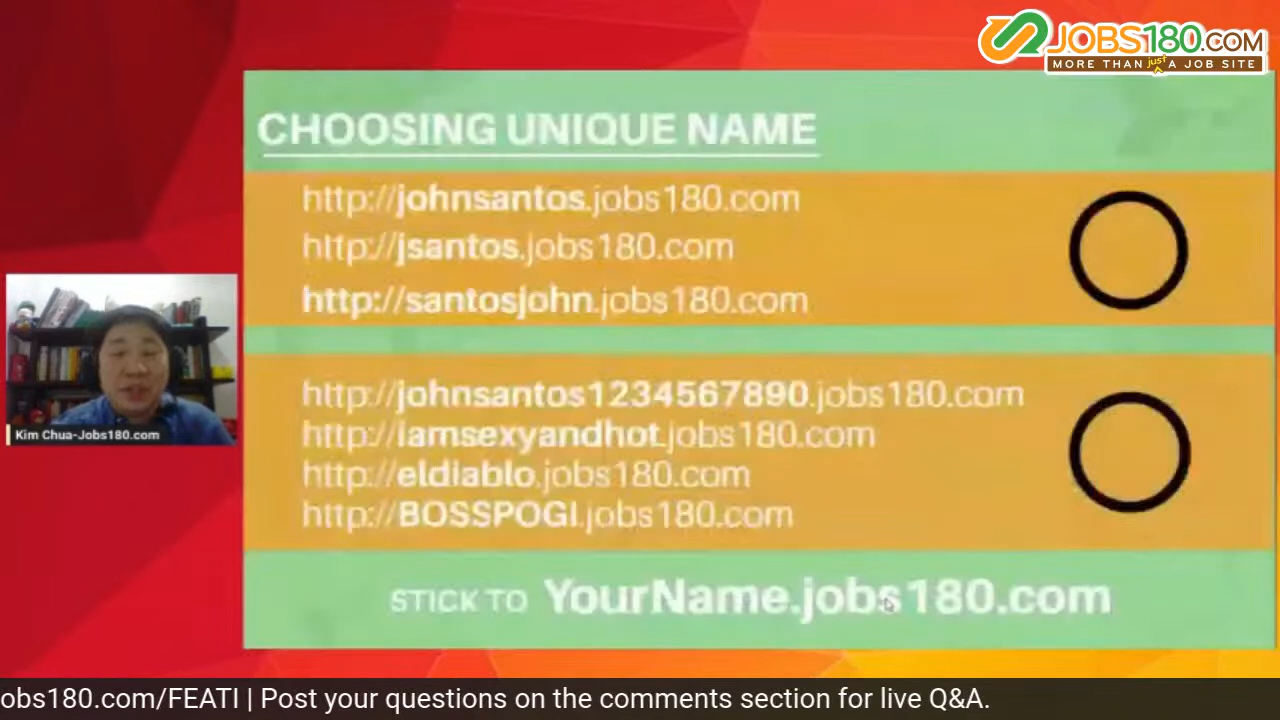 JOBS180.COM
MORE THAN just A JOB SITE
CHOOSING UNIQUE NAME
http://johnsantos.jobs180.com
http://jsantos.jobs180.com
http://santosjohn.jobs180.com
http://johnsantos1234567890.jobs180.com
http://iamsexyandhot.jobs180.com
http://eldiablo.jobs180.com
http://BOSSPOGI.jobs180.com
STICK TO YourName.jobs180.com
Kim Chua-Jobs180.com
obs180.com/FEATI | Post your questions on the comments section for live Q&A.